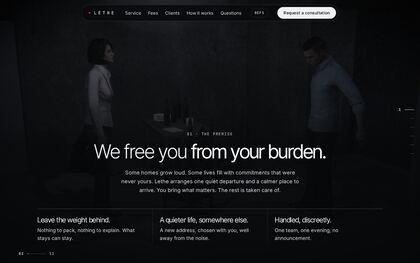 LETHE Service Fees Clients How it works Questions REFS Request a consultation
1
01 · THE PREMISE
We free you from your burden.
Some homes grow loud. Some lives fill with commitments that were
never yours. Lethe arranges one quiet departure and a calmer place to
arrive. You bring what matters. The rest is taken care of.
Leave the weight behind.
Nothing to pack, nothing to explain. What
stays can stay.
A quieter life, somewhere else.
A new address, chosen with you, well
away from the noise.
Handled, discreetly.
One team, one evening, no
announcement.